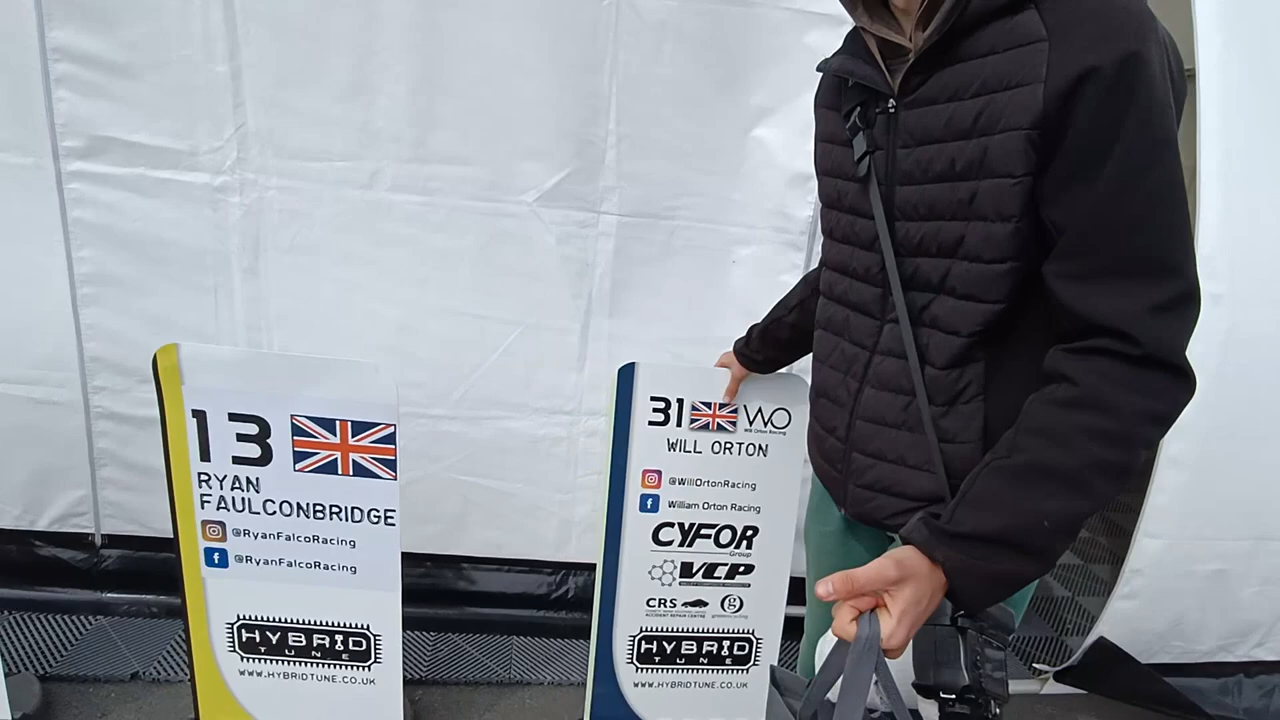 13
RYAN
FAULCONBRIDGE
@RyanFalcoRacing
@RyanFalcoRacing
HYBRID
TUNE
WWW.HYBRIDTUNE.CO.UK
31 WO
Will Orton Racing
WILL ORTON
@WillOrtonRacing
William Orton Racing
CYFOR
Group
VCP
CRS
ACCIDENT REPAIR CENTRE
HYBRID
TUNE
WWW.HYBRIDTUNE.CO.UK